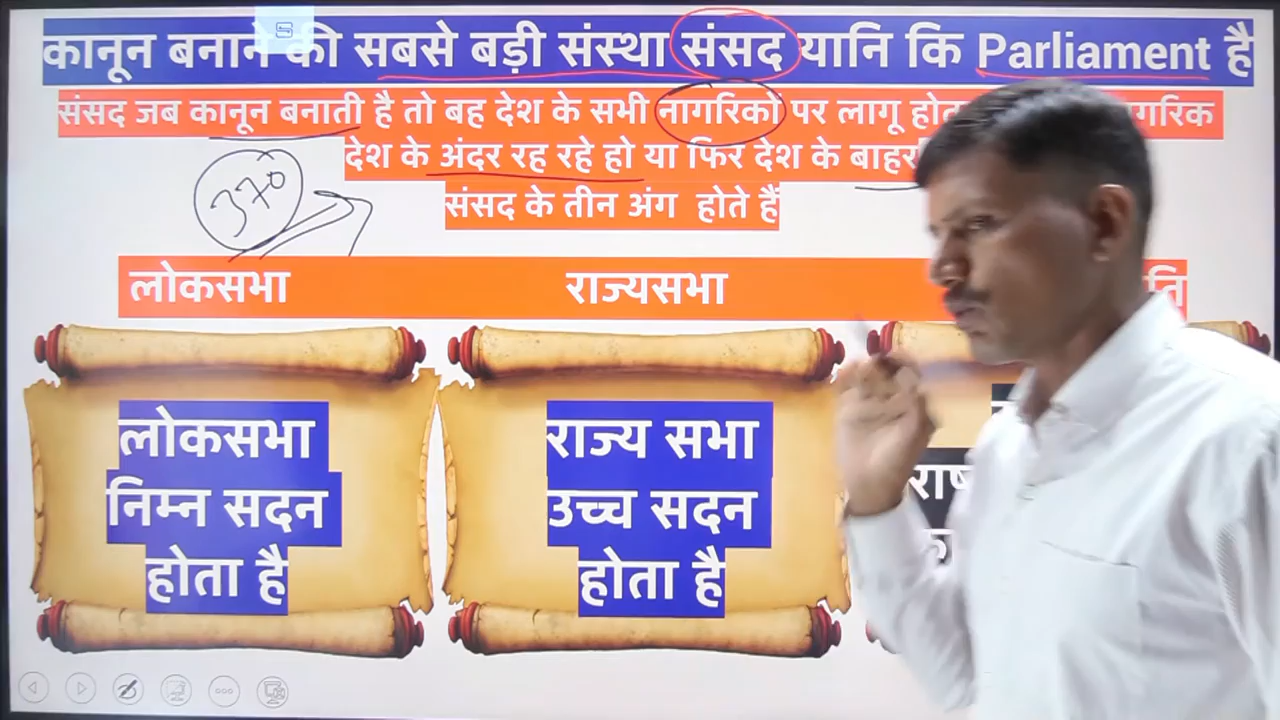 कानून बनाने की सबसे बड़ी संस्था संसद यानि कि Parliament है
संसद जब कानून बनाती है तो बह देश के सभी नागरिको पर लागू
देश के अंदर रह रहे हो या फिर देश के बाहर
संसद के तीन अंग होते हैं
370
लोकसभा राज्यसभा
लोकसभा
निम्न सदन
होता है
राज्य सभा
उच्च सदन
होता है